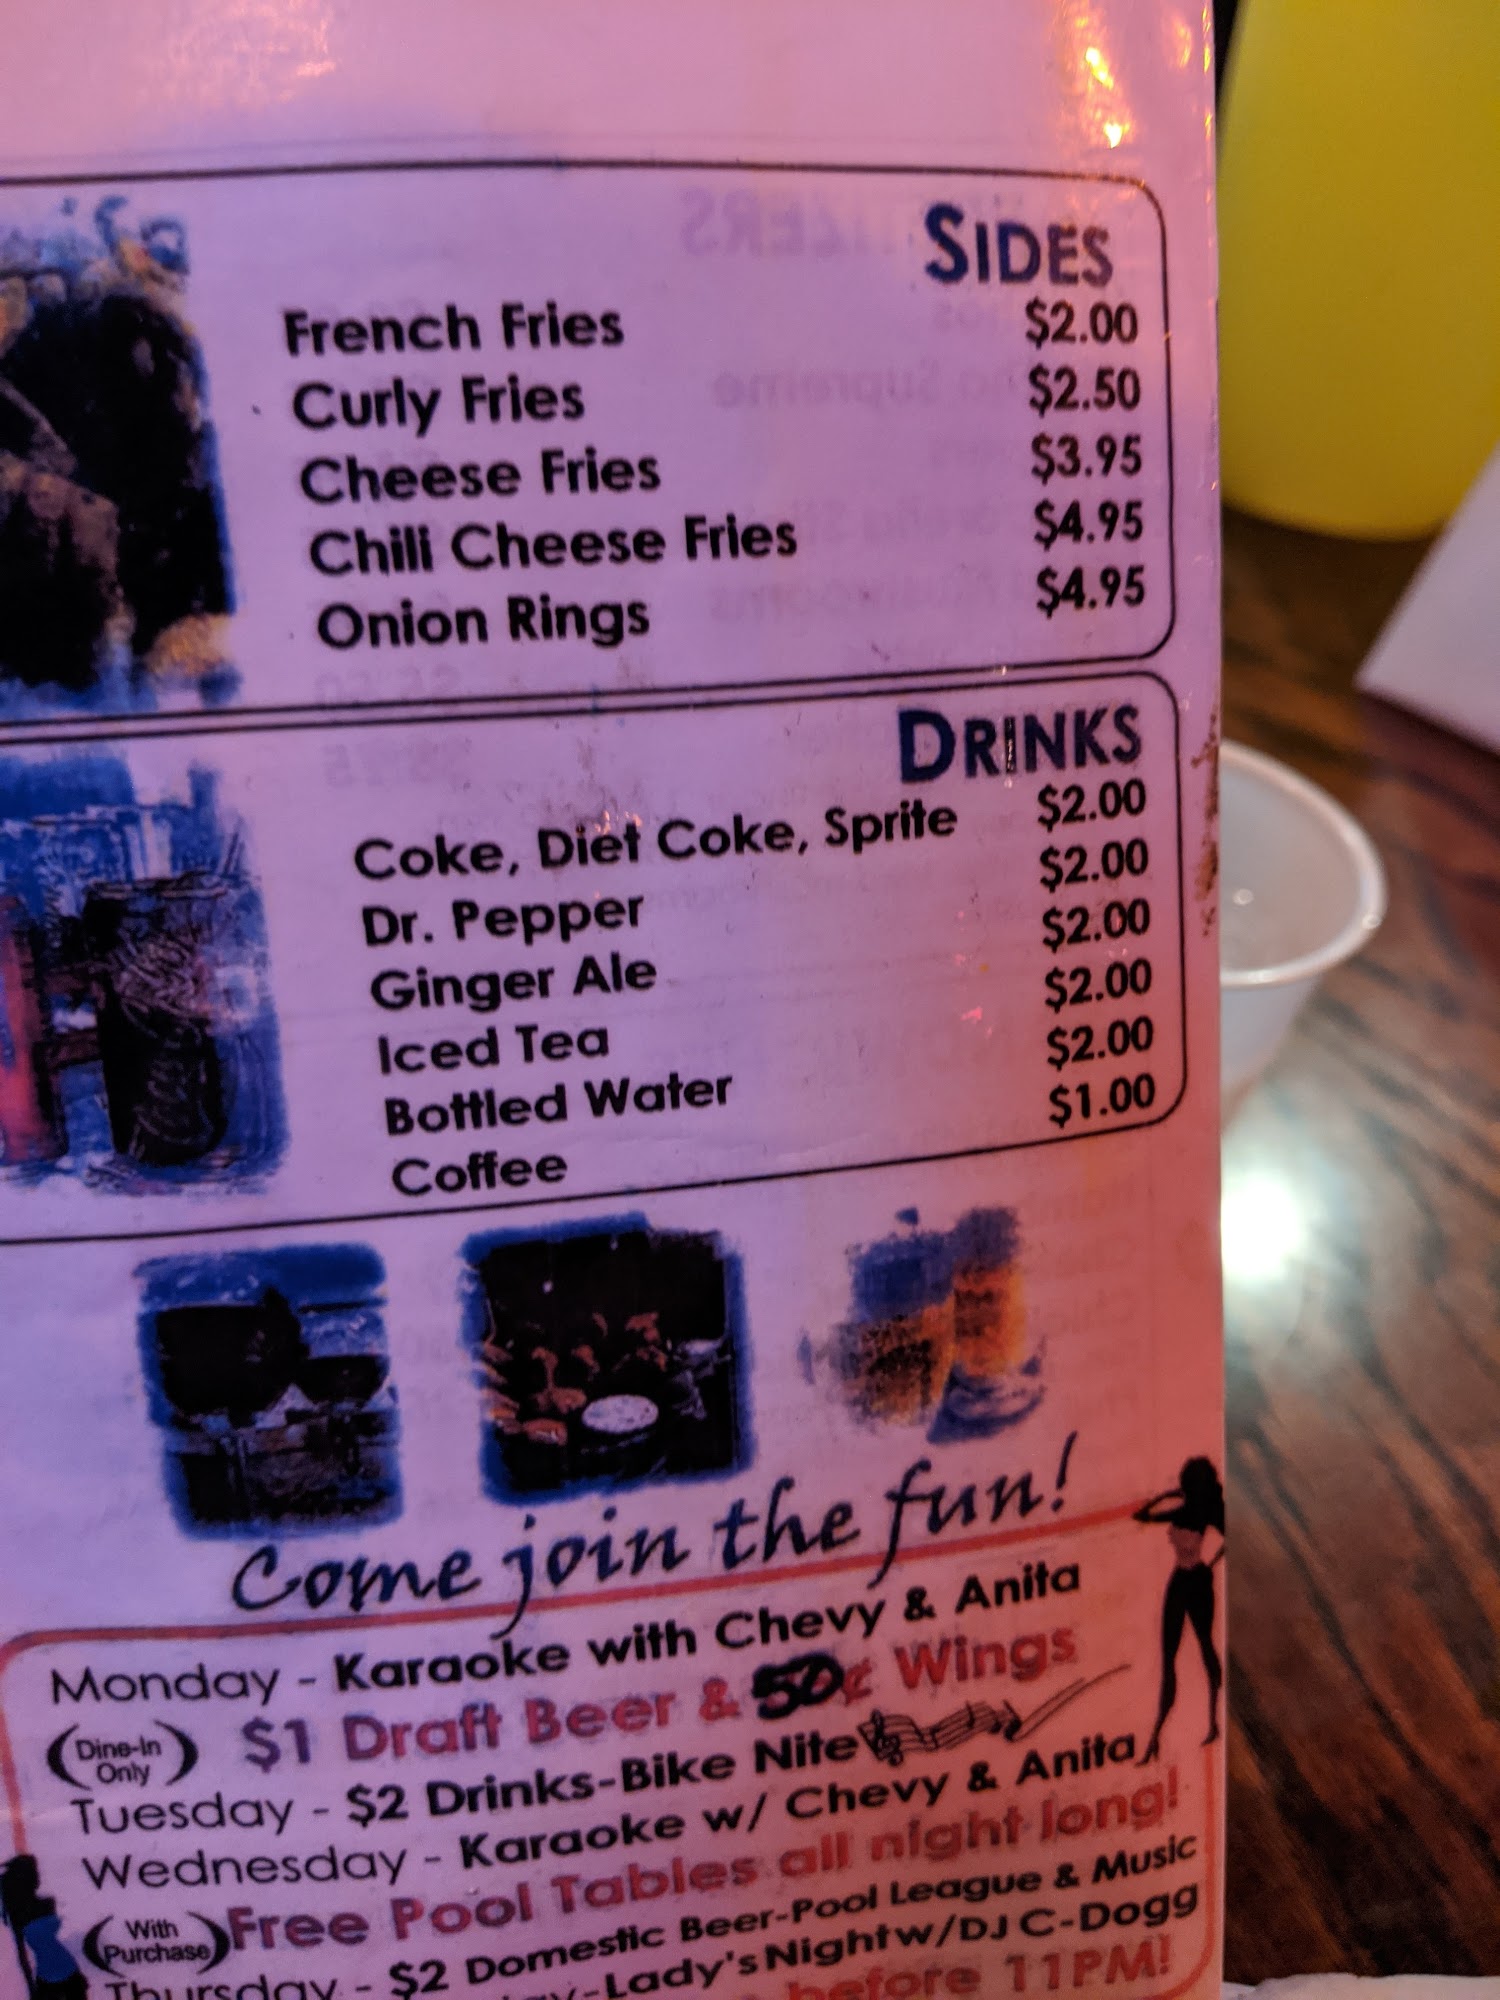 SIDES
French Fries $2.00
Curly Fries $2.50
Cheese Fries $3.95
Chili Cheese Fries $4.95
Onion Rings $4.95
DRINKS
Coke, Diet Coke, Sprite $2.00
Dr. Pepper $2.00
Ginger Ale $2.00
Iced Tea $2.00
Bottled Water $2.00
Coffee $1.00
Come join the fun!
Monday - Karaoke with Chevy & Anita
(Dine-In Only) $1 Draft Beer & 50¢ Wings
Tuesday - $2 Drinks-Bike Nite
Wednesday - Karaoke w/ Chevy & Anita
(With Purchase) Free Pool Tables all night long!
Thursday - $2 Domestic Beer-Pool League & Music
-Lady's Night w/DJ C-Dogg
before 11PM!